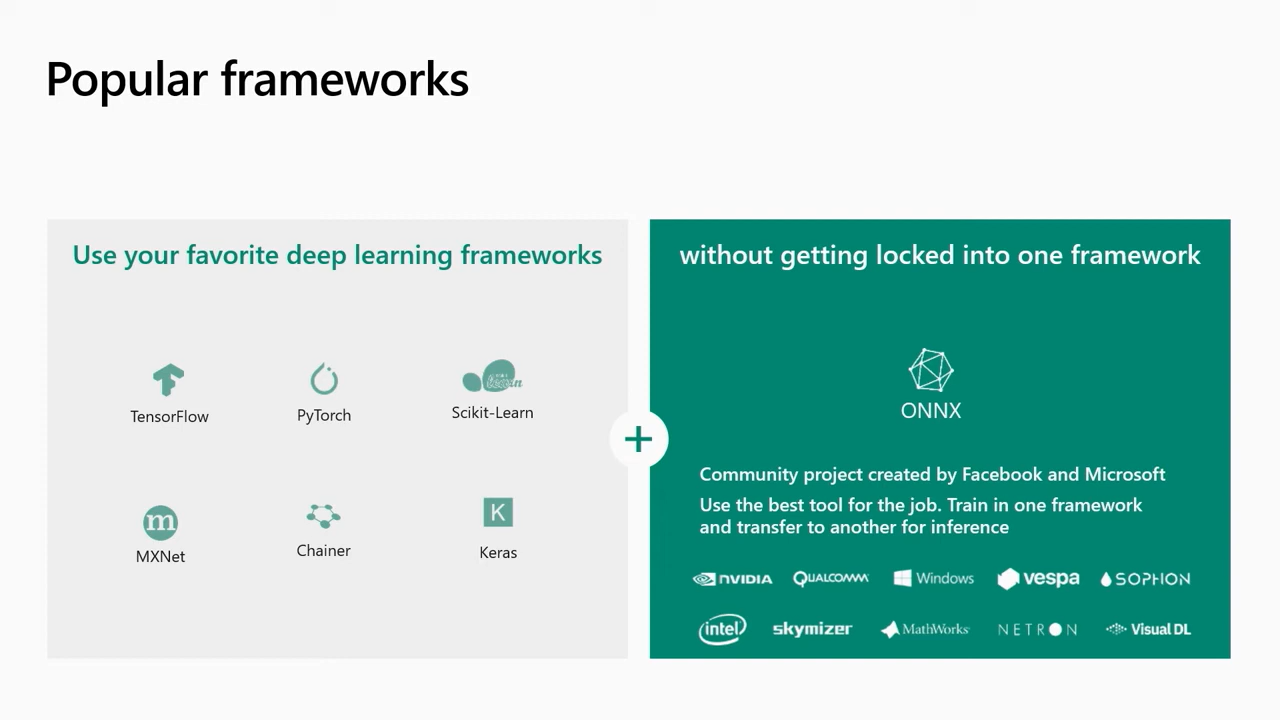 Popular frameworks
Use your favorite deep learning frameworks
TensorFlow
PyTorch
learn
Scikit-Learn
m
MXNet
Chainer
K
Keras
+
without getting locked into one framework
ONNX
Community project created by Facebook and Microsoft
Use the best tool for the job. Train in one framework
and transfer to another for inference
NVIDIA QUALCOMM Windows vespa SOPHON
intel skymizer MathWorks NETRON Visual DL